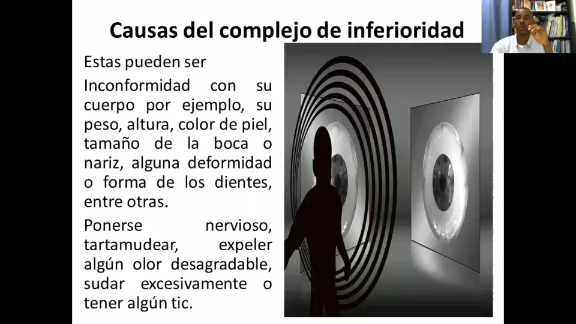 Causas del complejo de inferioridad
Estas pueden ser
Inconformidad con su
cuerpo por ejemplo, su
peso, altura, color de piel,
tamaño de la boca o
nariz, alguna deformidad
o forma de los dientes,
entre otras.
Ponerse nervioso,
tartamudear, expeler
algún olor desagradable,
sudar excesivamente o
tener algún tic.